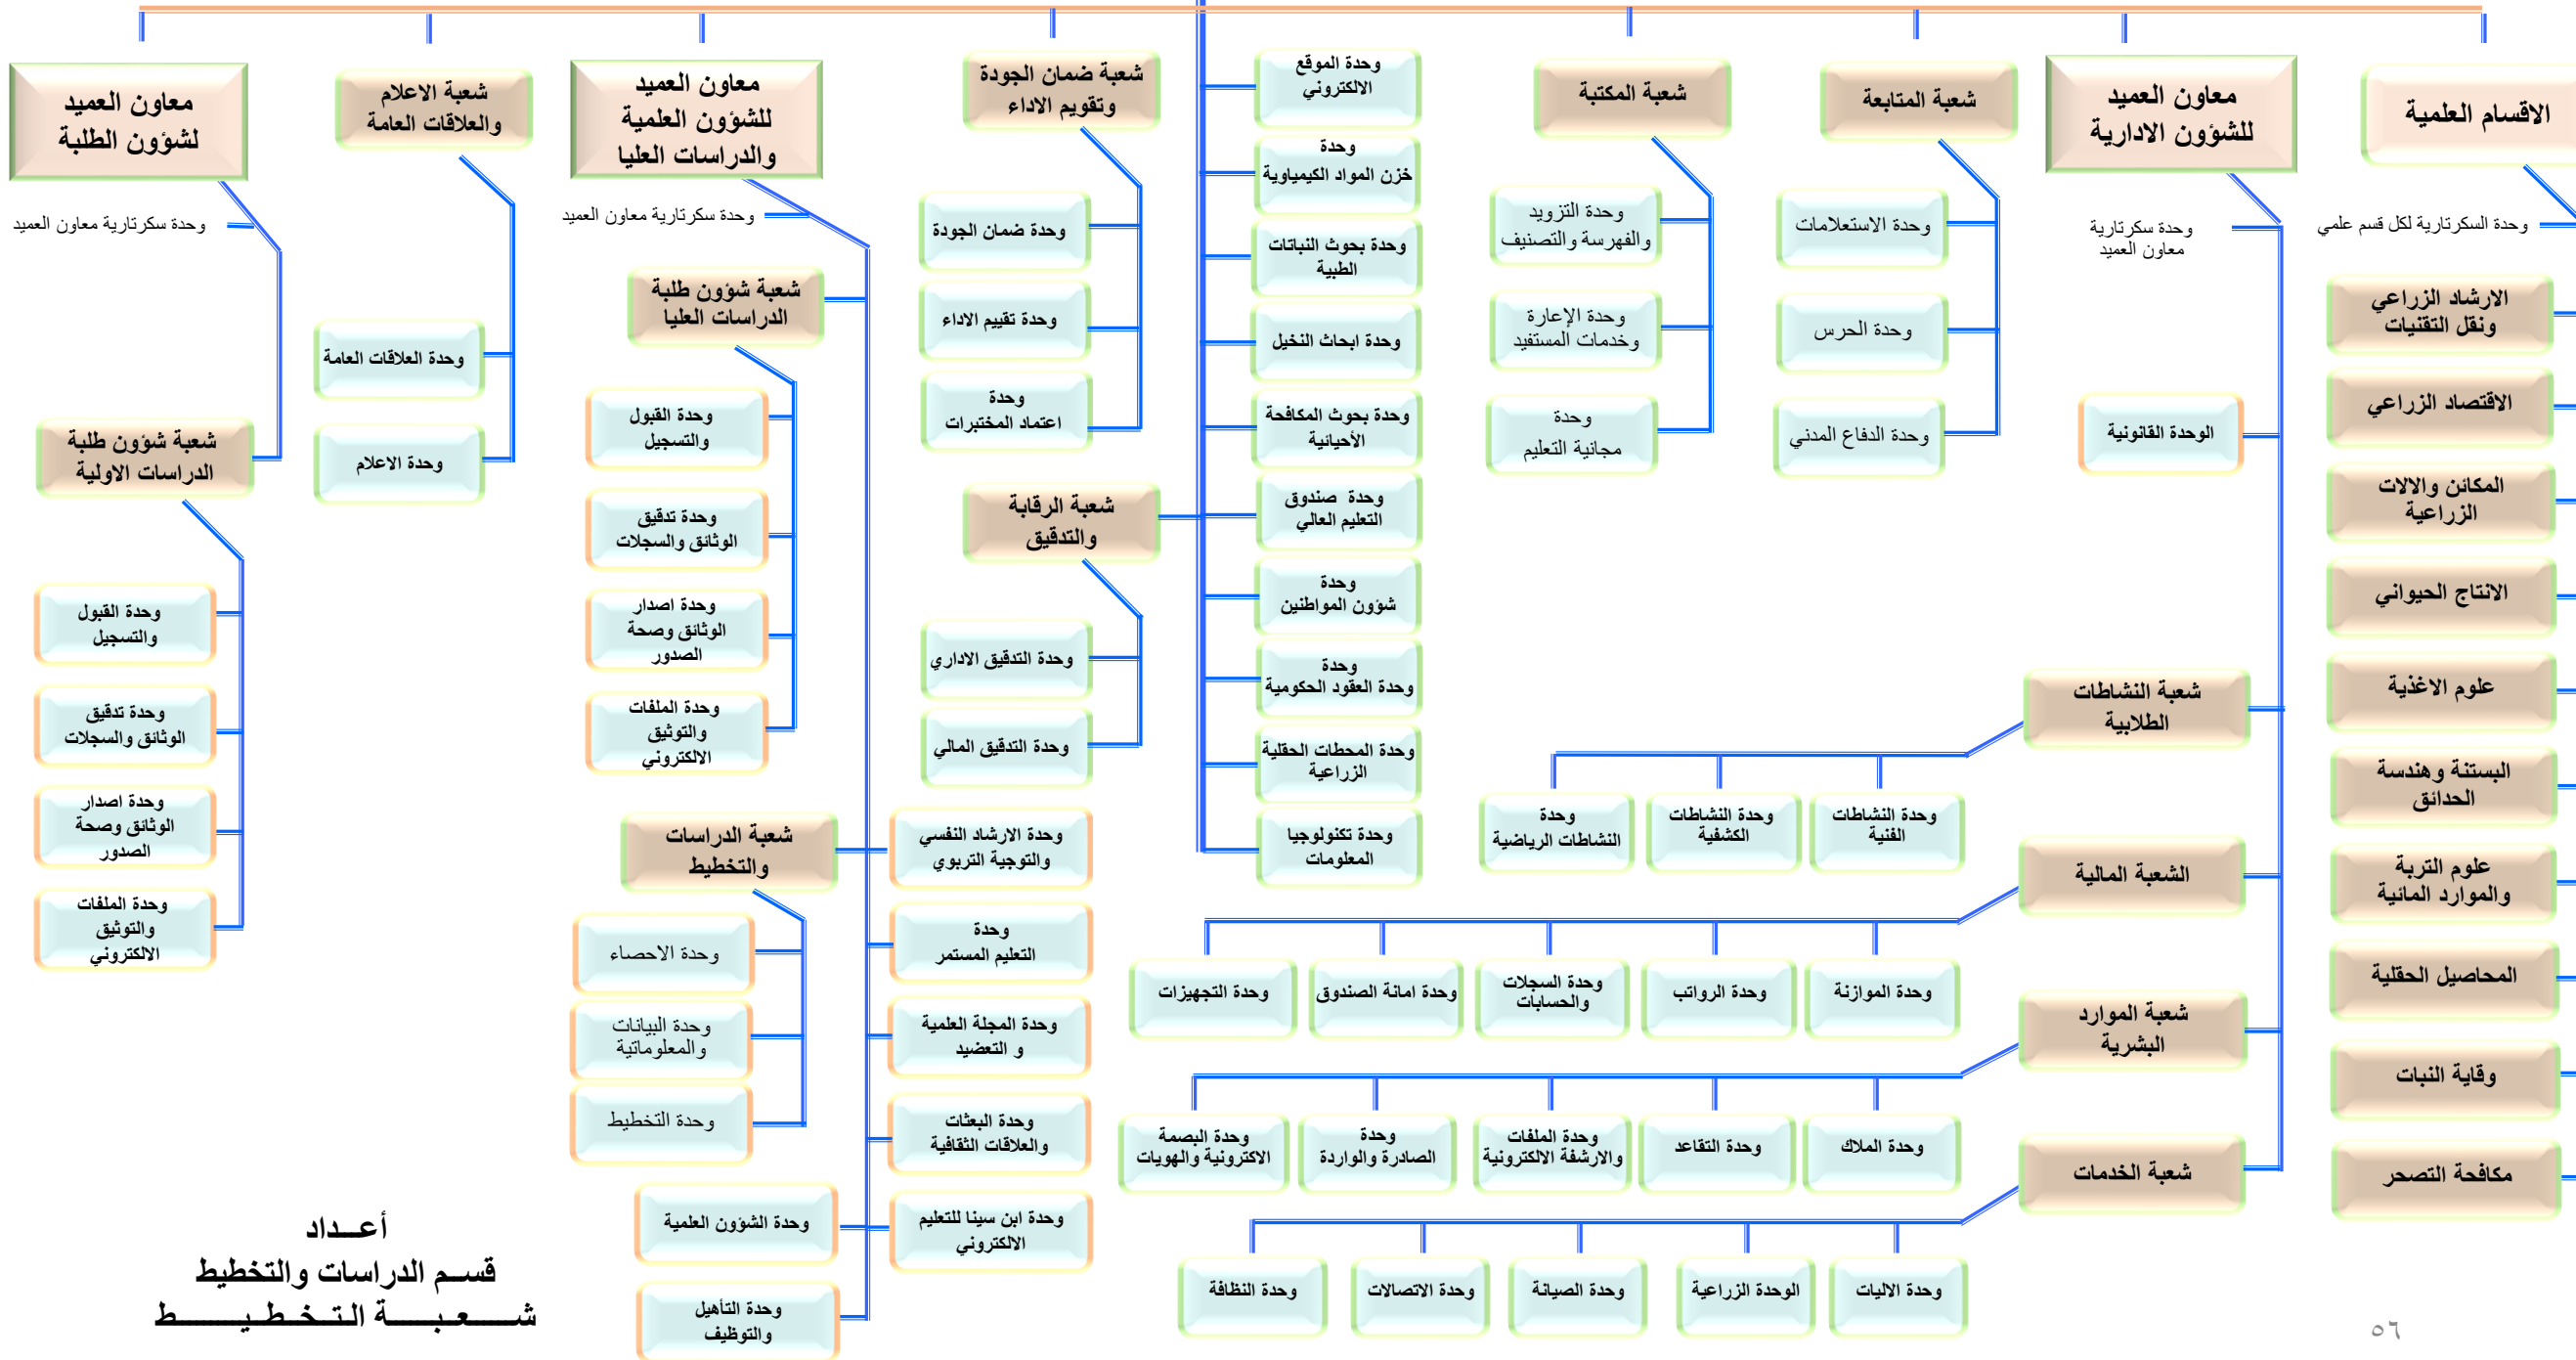 الاقسام العلمية
وحدة السكرتارية لكل قسم علمي
الارشاد الزراعي
ونقل التقنيات
الاقتصاد الزراعي
المكائن والالات
الزراعية
الانتاج الحيواني
علوم الاغذية
البستنة وهندسة
الحدائق
علوم التربة
والموارد المائية
المحاصيل الحقلية
وقاية النبات
مكافحة التصحر
معاون العميد
للشؤون الادارية
وحدة سكرتارية
معاون العميد
الوحدة القانونية
شعبة النشاطات
الطلابية
وحدة النشاطات
الفنية
وحدة النشاطات
الكشفية
وحدة
النشاطات الرياضية
الشعبة المالية
وحدة الموازنة
وحدة الرواتب
وحدة السجلات
والحسابات
وحدة امانة الصندوق
وحدة التجهيزات
شعبة الموارد
البشرية
وحدة الملاك
وحدة التقاعد
وحدة الملفات
والارشفة الالكترونية
وحدة
الصادرة والواردة
وحدة البصمة
الاكترونية والهويات
شعبة الخدمات
وحدة الاليات
الوحدة الزراعية
وحدة الصيانة
وحدة الاتصالات
وحدة النظافة
شعبة المتابعة
وحدة الاستعلامات
وحدة الحرس
وحدة الدفاع المدني
شعبة المكتبة
وحدة التزويد
والفهرسة والتصنيف
وحدة الإعارة
وخدمات المستفيد
وحدة
مجانية التعليم
وحدة الموقع
الالكتروني
وحدة
خزن المواد الكيمياوية
وحدة بحوث النباتات
الطبية
وحدة ابحاث النخيل
وحدة بحوث المكافحة
الأحيائية
وحدة صندوق
التعليم العالي
وحدة
شؤون المواطنين
وحدة
وحدة العقود الحكومية
وحدة المحطات الحقلية
الزراعية
وحدة تكنولوجيا
المعلومات
شعبة ضمان الجودة
وتقويم الاداء
وحدة ضمان الجودة
وحدة تقييم الاداء
وحدة
اعتماد المختبرات
شعبة الرقابة
والتدقيق
وحدة التدقيق الاداري
وحدة التدقيق المالي
معاون العميد
للشؤون العلمية
والدراسات العليا
وحدة سكرتارية معاون العميد
شعبة شؤون طلبة
الدراسات العليا
وحدة القبول
والتسجيل
وحدة تدقيق
الوثائق والسجلات
وحدة اصدار
الوثائق وصحة
الصدور
وحدة الملفات
والتوثيق
الالكتروني
شعبة الدراسات
والتخطيط
وحدة الاحصاء
وحدة البيانات
والمعلوماتية
وحدة التخطيط
وحدة الارشاد النفسي
والتوجية التربوي
وحدة
التعليم المستمر
وحدة المجلة العلمية
و التعضيد
وحدة البعثات
والعلاقات الثقافية
وحدة ابن سينا للتعليم
الالكتروني
وحدة الشؤون العلمية
وحدة التأهيل
والتوظيف
شعبة الاعلام
والعلاقات العامة
وحدة العلاقات العامة
وحدة الاعلام
معاون العميد
لشؤون الطلبة
وحدة سكرتارية معاون العميد
شعبة شؤون طلبة
الدراسات الاولية
وحدة القبول
والتسجيل
وحدة تدقيق
الوثائق والسجلات
وحدة اصدار
الوثائق وصحة
الصدور
وحدة الملفات
والتوثيق
الالكتروني
أعــداد
قســم الدراسات والتخطيط
شـــــعـبـــــة الـتـخـطـيـــــــط
٥٦